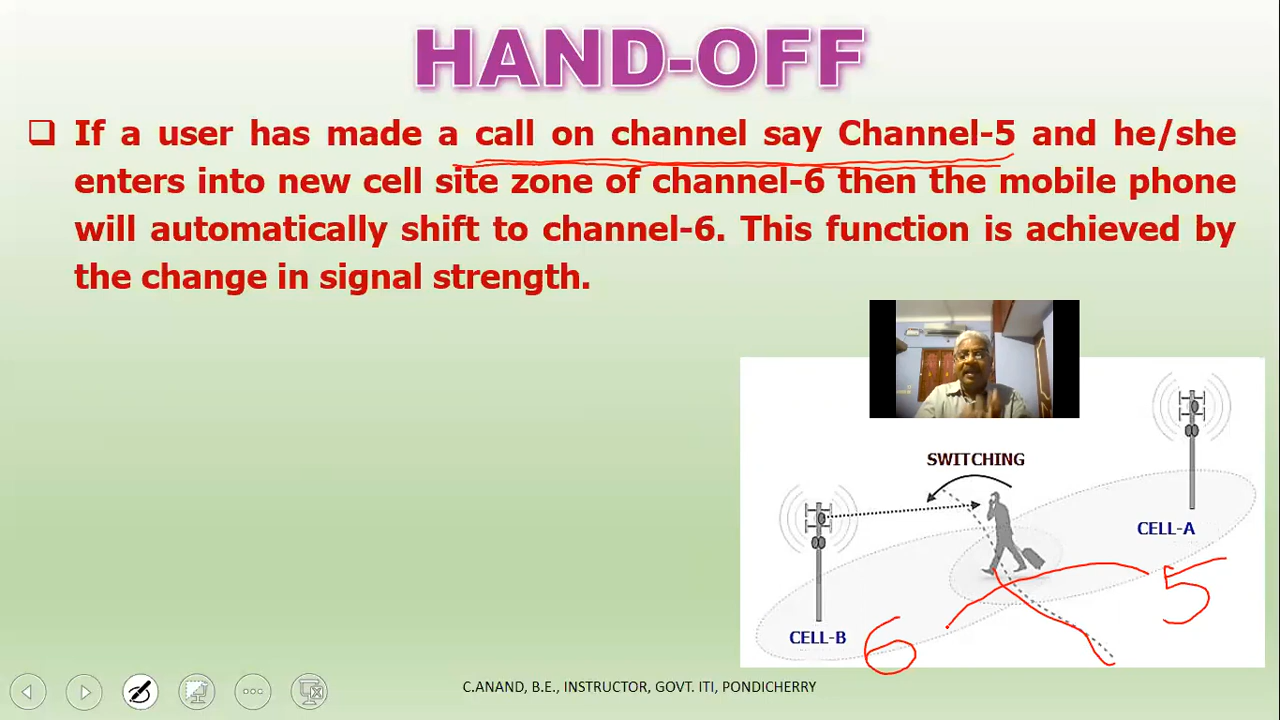 HAND-OFF
❑ If a user has made a call on channel say Channel-5 and he/she
enters into new cell site zone of channel-6 then the mobile phone
will automatically shift to channel-6. This function is achieved by
the change in signal strength.
SWITCHING
CELL-A
5
CELL-B
6
C.ANAND, B.E., INSTRUCTOR, GOVT. ITI, PONDICHERRY